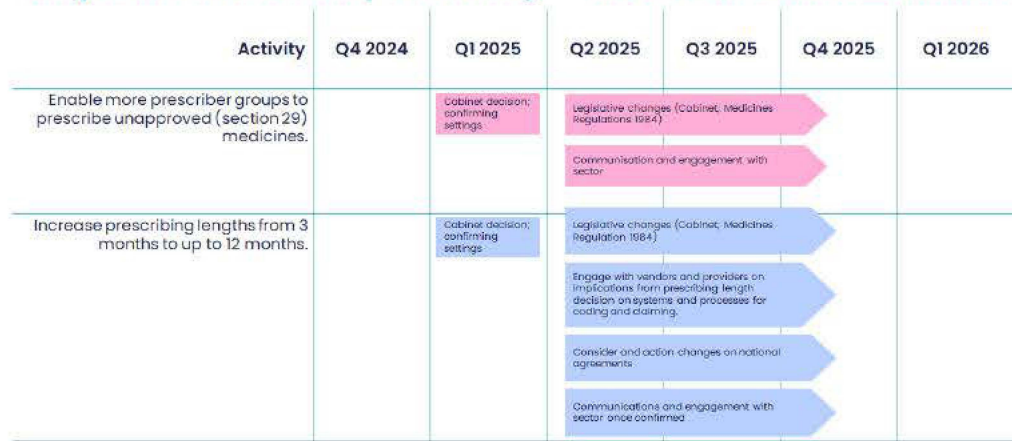 Activity Q4 2024 Q1 2025 Q2 2025 Q3 2025 Q4 2025 Q1 2026
Enable more prescriber groups to
prescribe unapproved (section 29)
medicines.
Cabinet decision;
confirming
settings
Legislative changes (Cabinet, Medicines
Regulations 1984)
Communication and engagement with
sector
Increase prescribing lengths from 3
months to up to 12 months.
Cabinet decision;
confirming
settings
Legislative changes (Cabinet, Medicines
Regulation 1984)
Engage with vendors and providers on
implications from prescribing length
decision on systems and processes for
coding and claiming.
Consider and action changes on national
agreements
Communications and engagement with
sector once confirmed